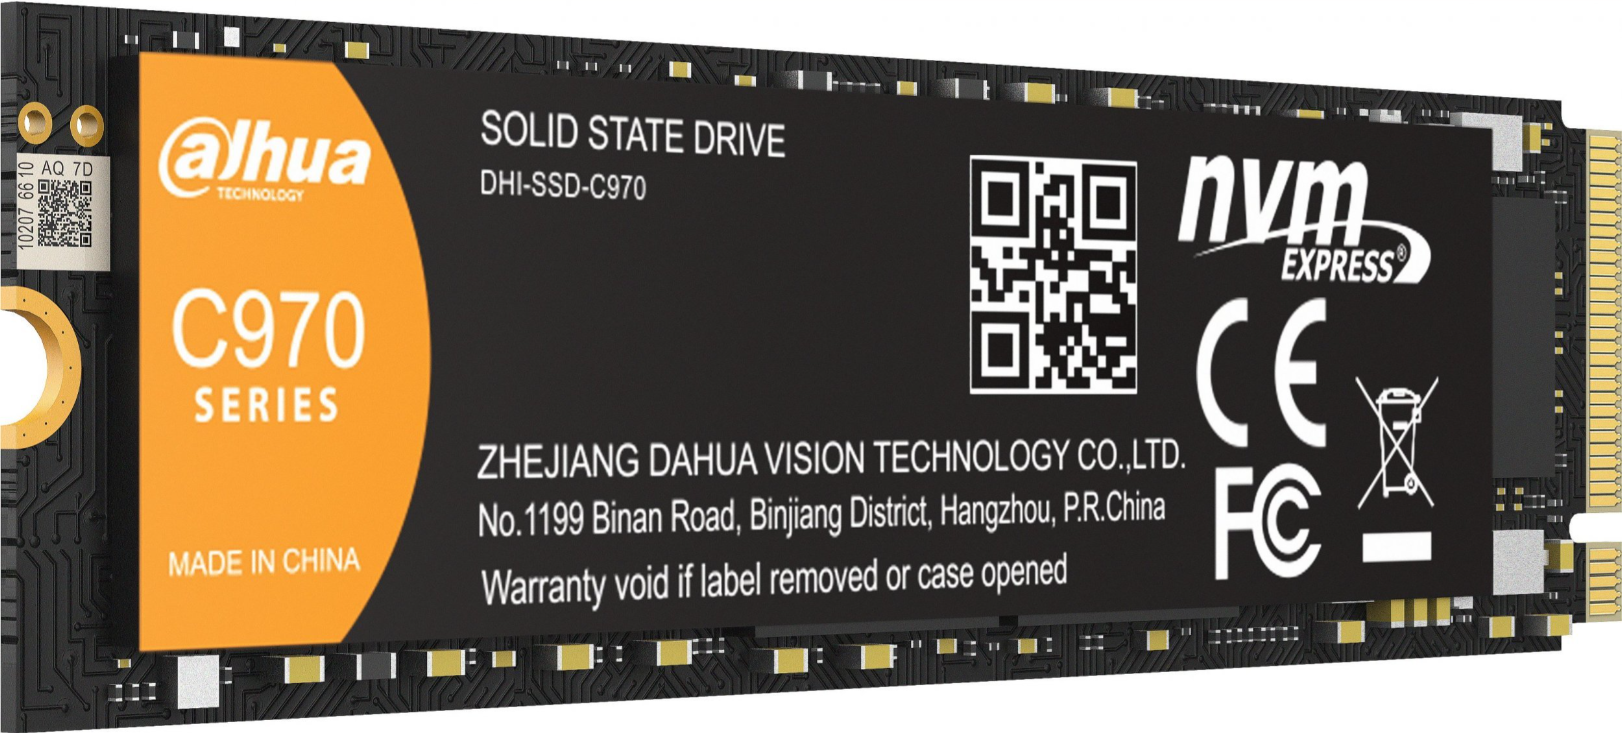 alhua
TECHNOLOGY
C970
SERIES
MADE IN CHINA
SOLID STATE DRIVE
DHI-SSD-C970
ZHEJIANG DAHUA VISION TECHNOLOGY CO.,LTD.
No.1199 Binan Road, Binjiang District, Hangzhou, P.R.China
Warranty void if label removed or case opened
nvm
EXPRESS®
CE
FC
AQ 7D
10207 66 10